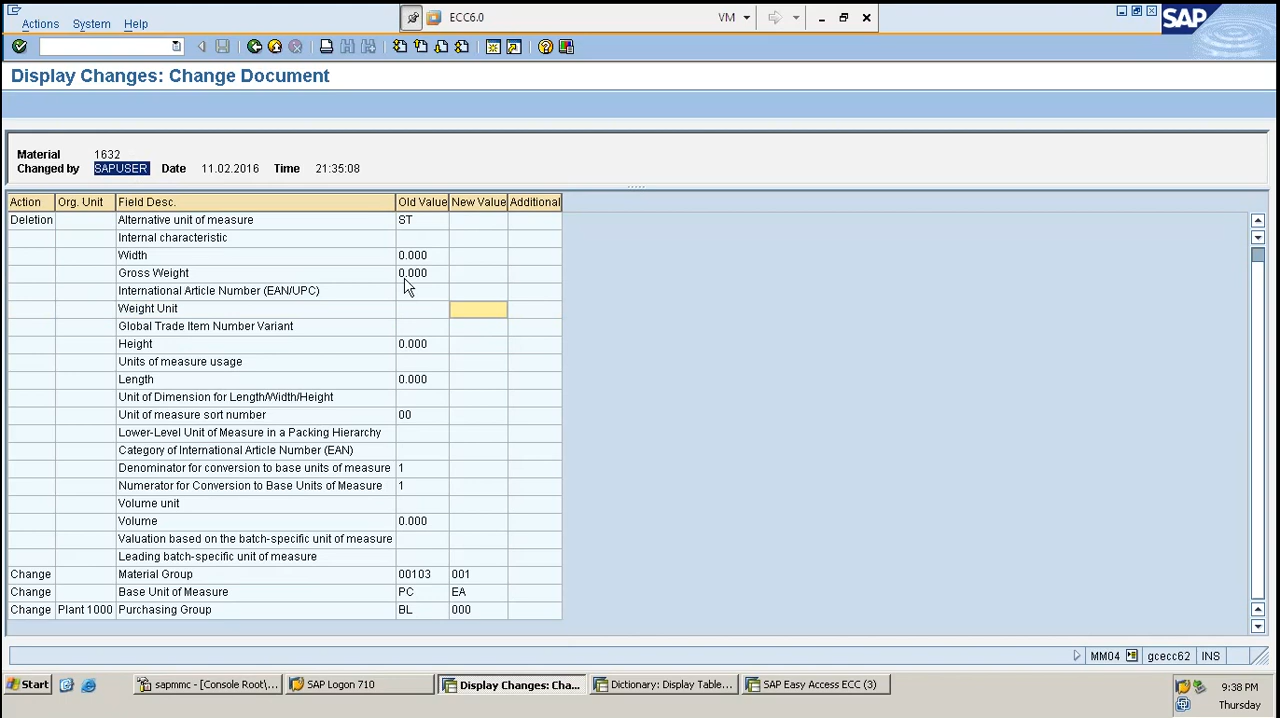 ECC6.0 VM
Actions System Help SAP
Display Changes: Change Document
Material 1632
Changed by SAPUSER Date 11.02.2016 Time 21:35:08
Action Org. Unit Field Desc. Old Value New Value Additional
Deletion Alternative unit of measure ST
Internal characteristic
Width 0.000
Gross Weight 0.000
International Article Number (EAN/UPC)
Weight Unit
Global Trade Item Number Variant
Height 0.000
Units of measure usage
Length 0.000
Unit of Dimension for Length/Width/Height
Unit of measure sort number 00
Lower-Level Unit of Measure in a Packing Hierarchy
Category of International Article Number (EAN)
Denominator for conversion to base units of measure 1
Numerator for Conversion to Base Units of Measure 1
Volume unit
Volume 0.000
Valuation based on the batch-specific unit of measure
Leading batch-specific unit of measure
Change Material Group 00103 001
Change Base Unit of Measure PC EA
Change Plant 1000 Purchasing Group BL 000
MM04 gcecc62 INS
Start sapmmc - [Console Root\... SAP Logon 710 Display Changes: Cha... Dictionary: Display Table... SAP Easy Access ECC (3) 9:38 PM
Thursday